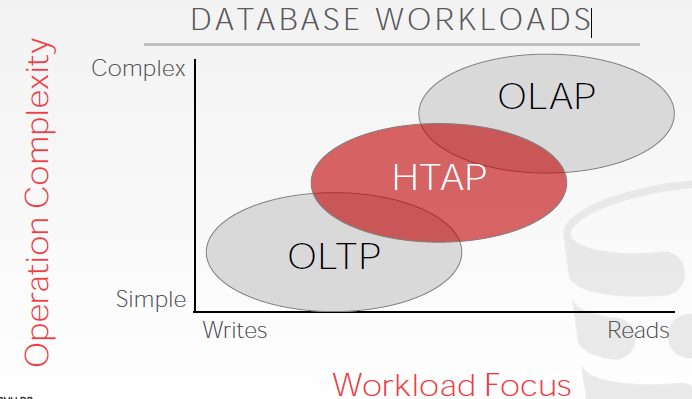 DATABASE WORKLOADS
Operation Complexity
Complex
OLAP
HTAP
OLTP
Simple
Writes
Reads
Workload Focus